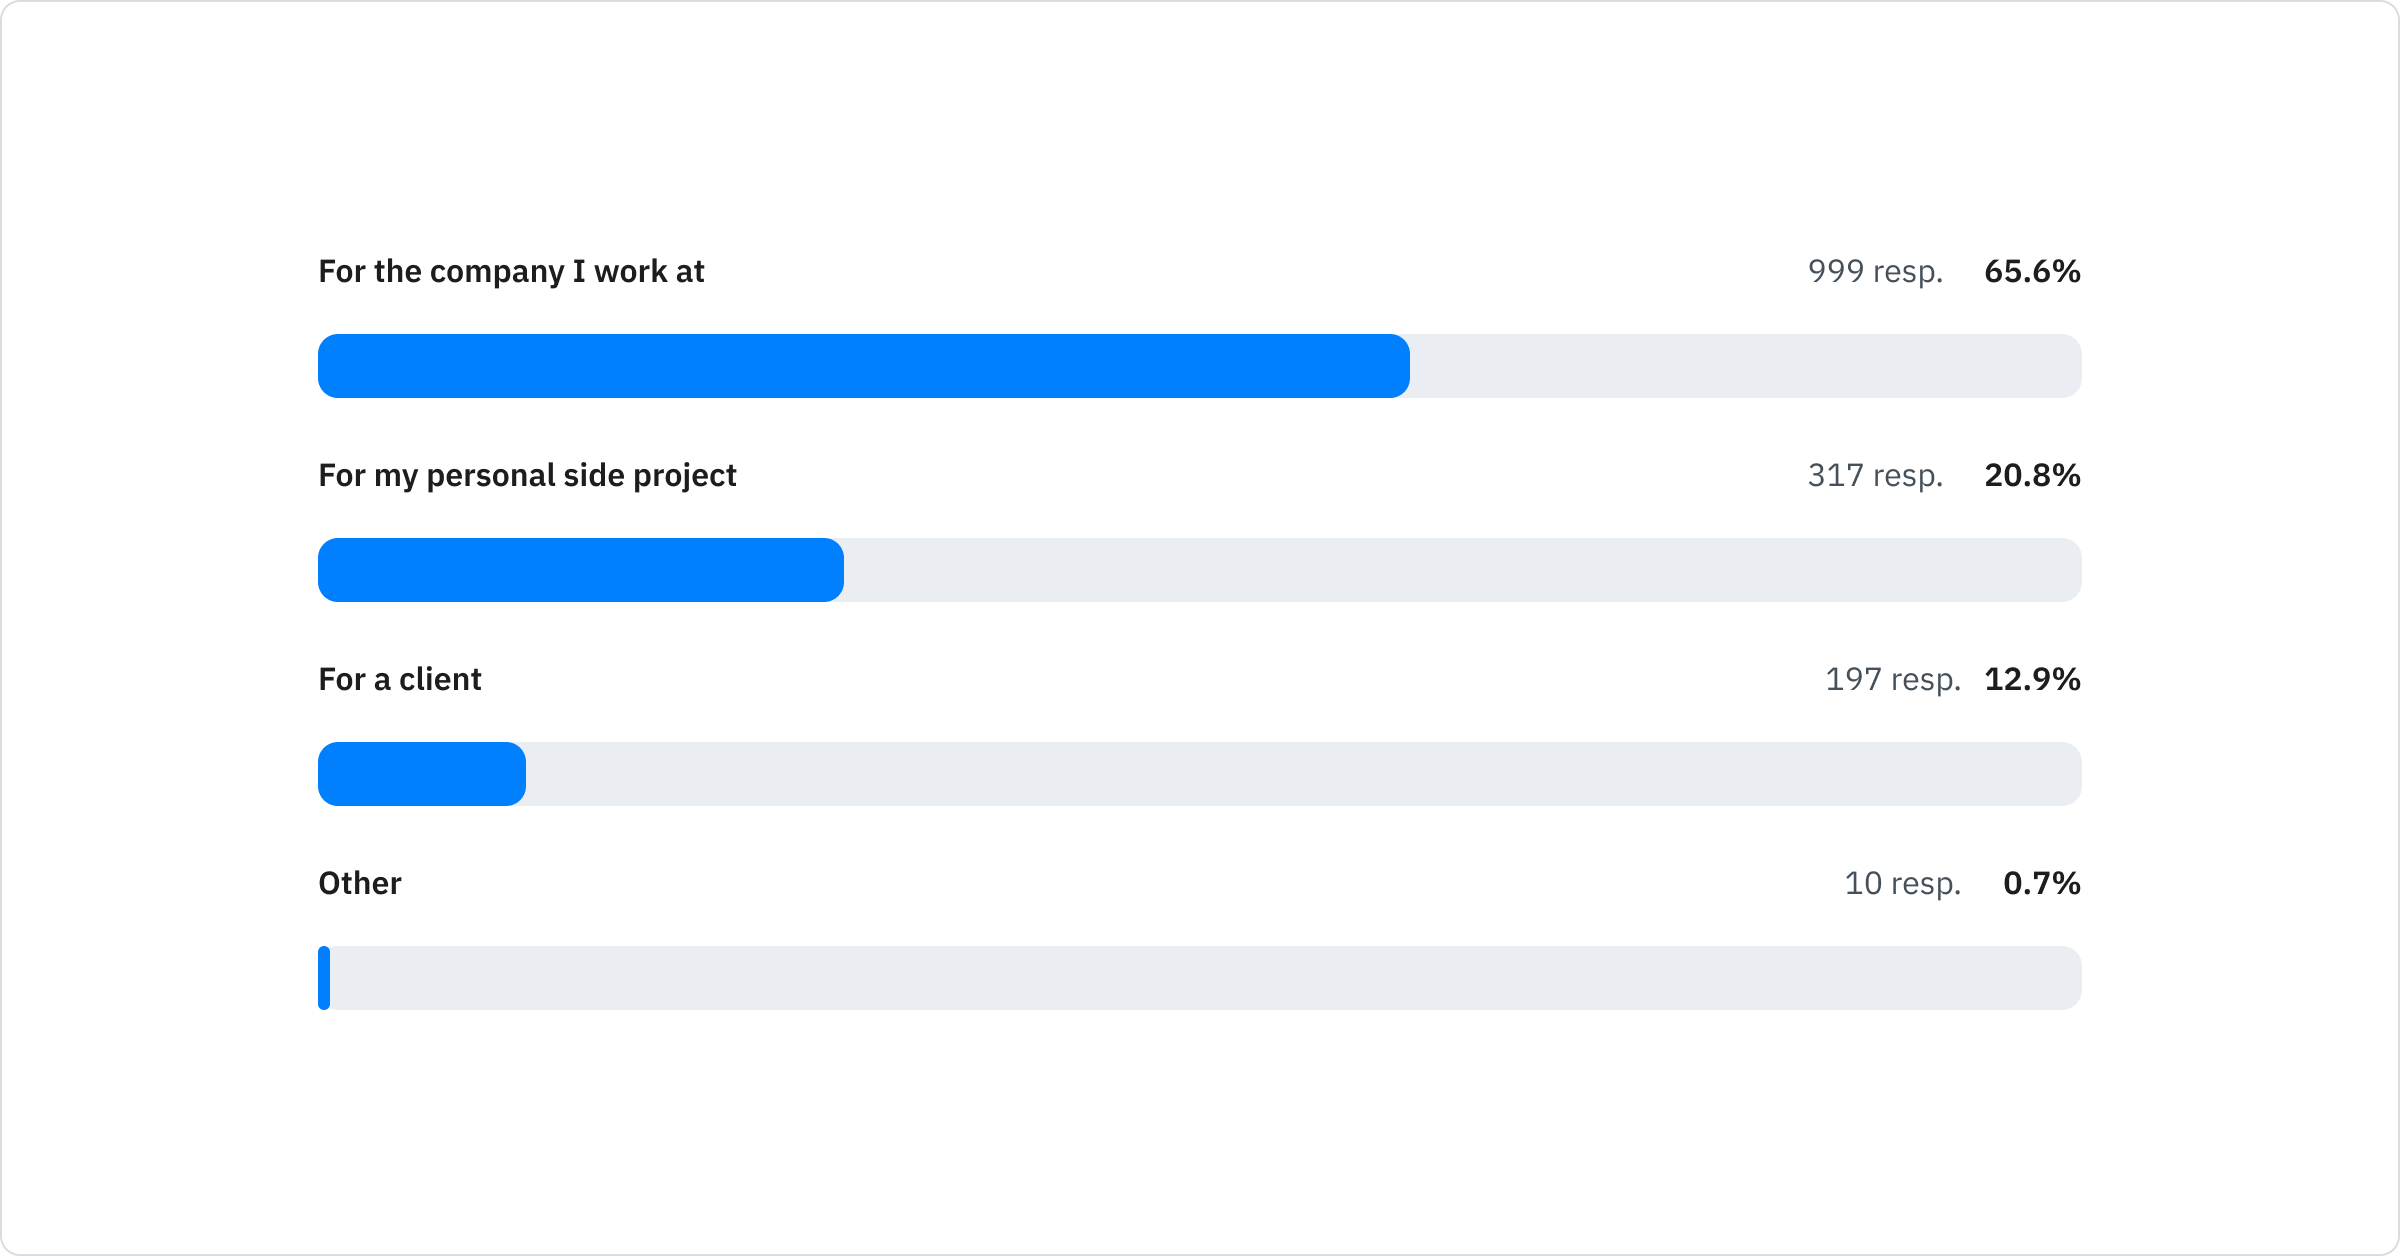 For the company I work at 999 resp. 65.6%
For my personal side project 317 resp. 20.8%
For a client 197 resp. 12.9%
Other 10 resp. 0.7%